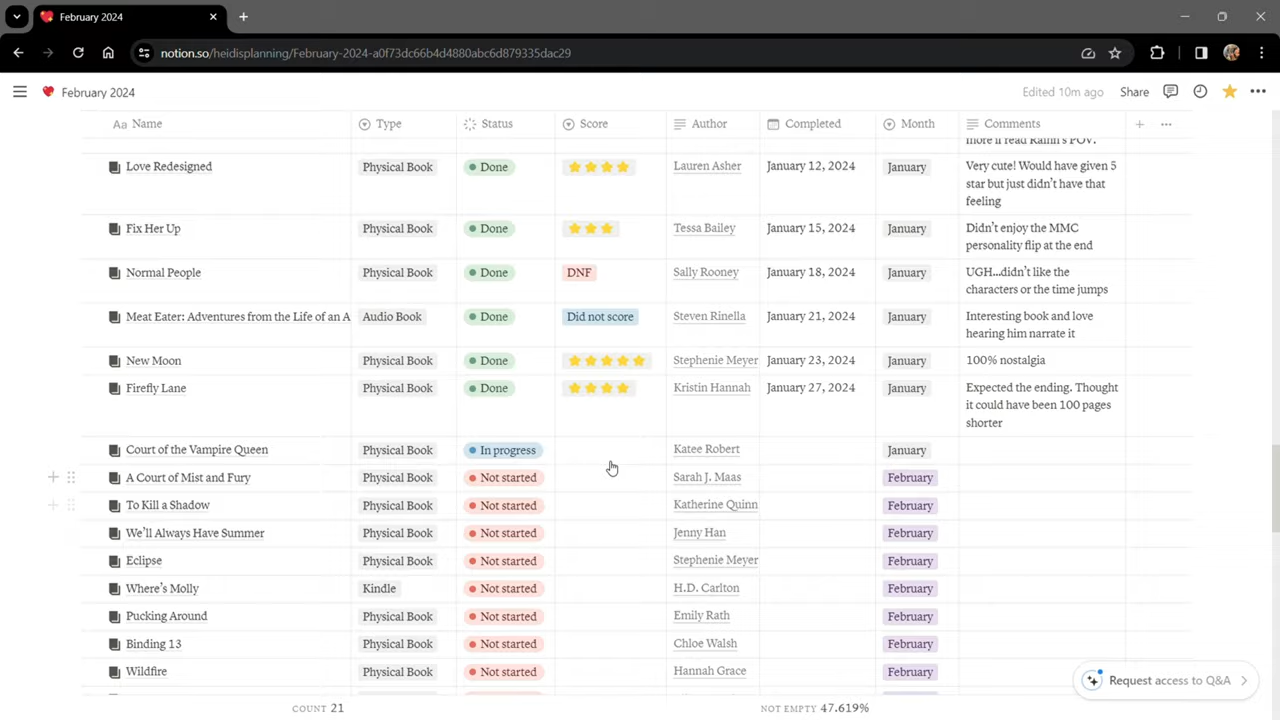 February 2024
notion.so/heidisplanning/February-2024-a0f73dc66b4d4880abc6d879335dac29
February 2024
Edited 10m ago
Share
Aa Name Type Status Score Author Completed Month Comments
more i'll read Rahin's POV.
Love Redesigned Physical Book Done Lauren Asher January 12, 2024 January Very cute! Would have given 5
star but just didn't have that
feeling
Fix Her Up Physical Book Done Tessa Bailey January 15, 2024 January Didn't enjoy the MMC
personality flip at the end
Normal People Physical Book Done DNF Sally Rooney January 18, 2024 January UGH...didn't like the
characters or the time jumps
Meat Eater: Adventures from the Life of an A Audio Book Done Did not score Steven Rinella January 21, 2024 January Interesting book and love
hearing him narrate it
New Moon Physical Book Done Stephenie Meyer January 23, 2024 January 100% nostalgia
Firefly Lane Physical Book Done Kristin Hannah January 27, 2024 January Expected the ending. Thought
it could have been 100 pages
shorter
Court of the Vampire Queen Physical Book In progress Katee Robert January
A Court of Mist and Fury Physical Book Not started Sarah J. Maas February
To Kill a Shadow Physical Book Not started Katherine Quinn February
We'll Always Have Summer Physical Book Not started Jenny Han February
Eclipse Physical Book Not started Stephenie Meyer February
Where's Molly Kindle Not started H.D. Carlton February
Pucking Around Physical Book Not started Emily Rath February
Binding 13 Physical Book Not started Chloe Walsh February
Wildfire Physical Book Not started Hannah Grace February
Request access to Q&A
COUNT 21 NOT EMPTY 47.619%